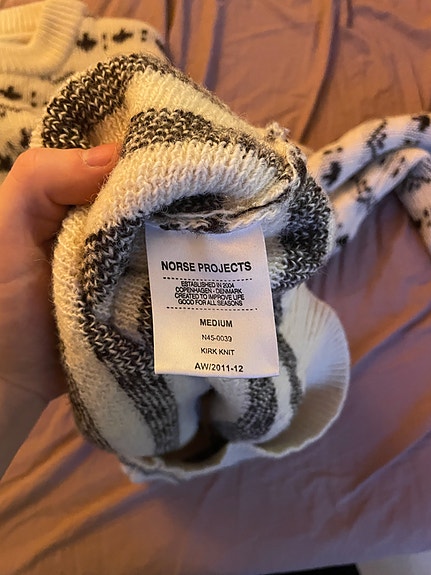 NORSE PROJECTS
ESTABLISHED IN 2004
COPENHAGEN - DENMARK
CREATED TO IMPROVE LIFE
GOOD FOR ALL SEASONS
MEDIUM
N45-0039
KIRK KNIT
AW/2011-12